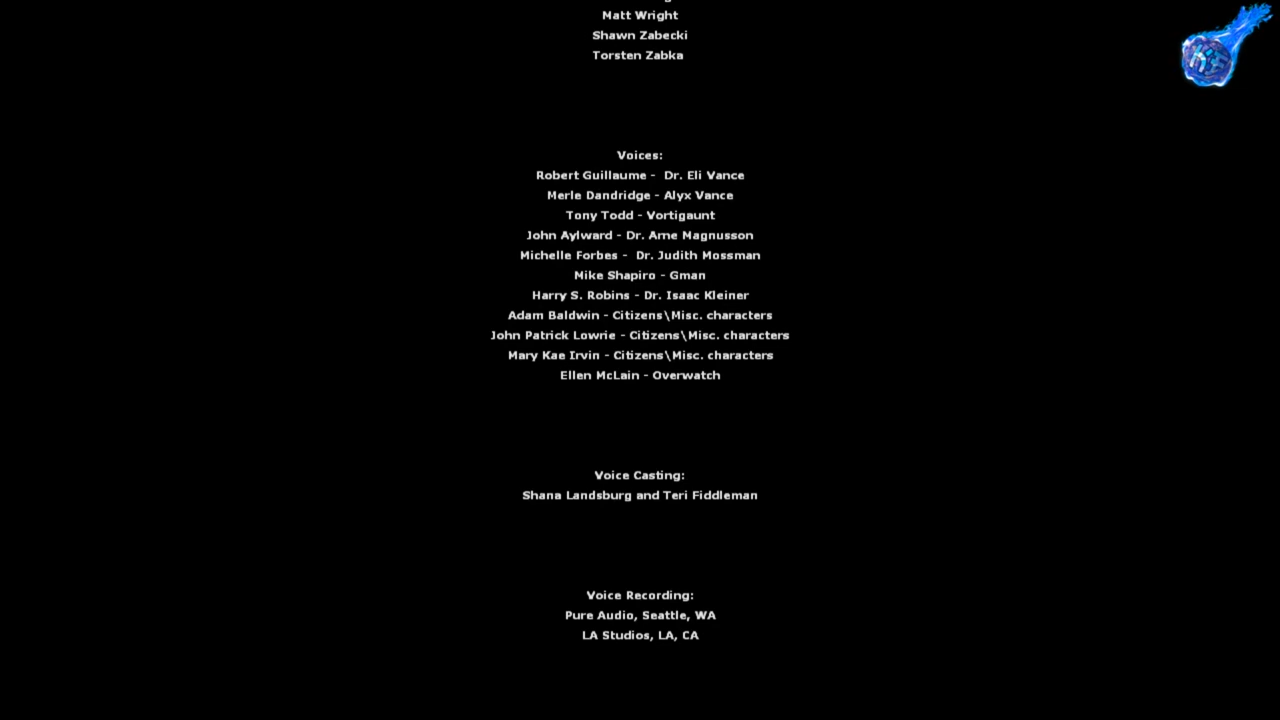 Matt Wright
Shawn Zabecki
Torsten Zabka
Voices:
Robert Guillaume -  Dr. Eli Vance
Merle Dandridge - Alyx Vance
Tony Todd - Vortigaunt
John Aylward - Dr. Arne Magnusson
Michelle Forbes -  Dr. Judith Mossman
Mike Shapiro - Gman
Harry S. Robins - Dr. Isaac Kleiner
Adam Baldwin - Citizens\Misc. characters
John Patrick Lowrie - Citizens\Misc. characters
Mary Kae Irvin - Citizens\Misc. characters
Ellen McLain - Overwatch
Voice Casting:
Shana Landsburg and Teri Fiddleman
Voice Recording:
Pure Audio, Seattle, WA
LA Studios, LA, CA